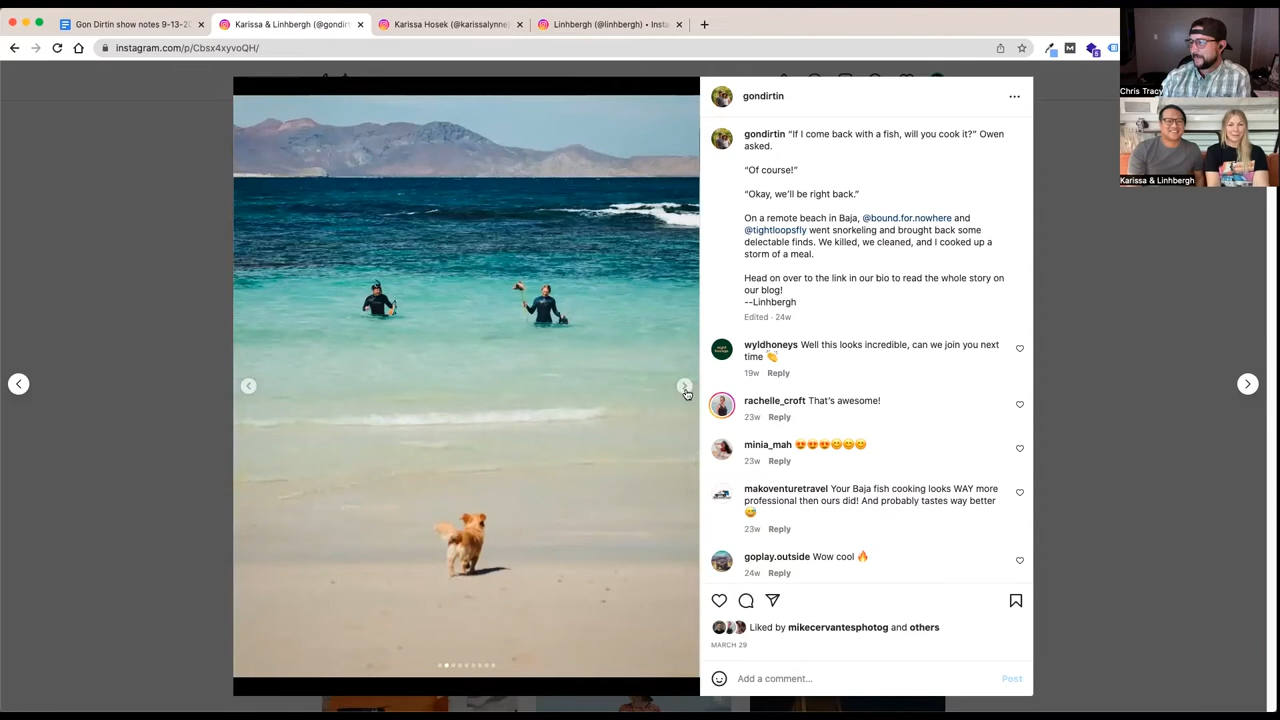 Gon Dirtin show notes 9-13-20
Karissa & Linhbergh (@gondirt
Karissa Hosek (@karissalynne
Linhbergh (@linhbergh) • Insta
instagram.com/p/Cbsx4xyvoQH/
Chris Tracy
Karissa & Linhbergh
gondirtin
gondirtin “If I come back with a fish, will you cook it?” Owen
asked.
“Of course!”
“Okay, we’ll be right back.”
On a remote beach in Baja, @bound.for.nowhere and
@tightloopsfly went snorkeling and brought back some
delectable finds. We killed, we cleaned, and I cooked up a
storm of a meal.
Head on over to the link in our bio to read the whole story on
our blog!
--Linhbergh
Edited · 24w
wyldhoneys Well this looks incredible, can we join you next
time 👏
19w Reply
rachelle_croft That’s awesome!
23w Reply
minia_mah 😍😍😍😊😊😊
23w Reply
makoventuretravel Your Baja fish cooking looks WAY more
professional then ours did! And probably tastes way better
😅
23w Reply
goplay.outside Wow cool 🔥
24w Reply
Liked by mikecervantesphotog and others
MARCH 29
Add a comment...
Post